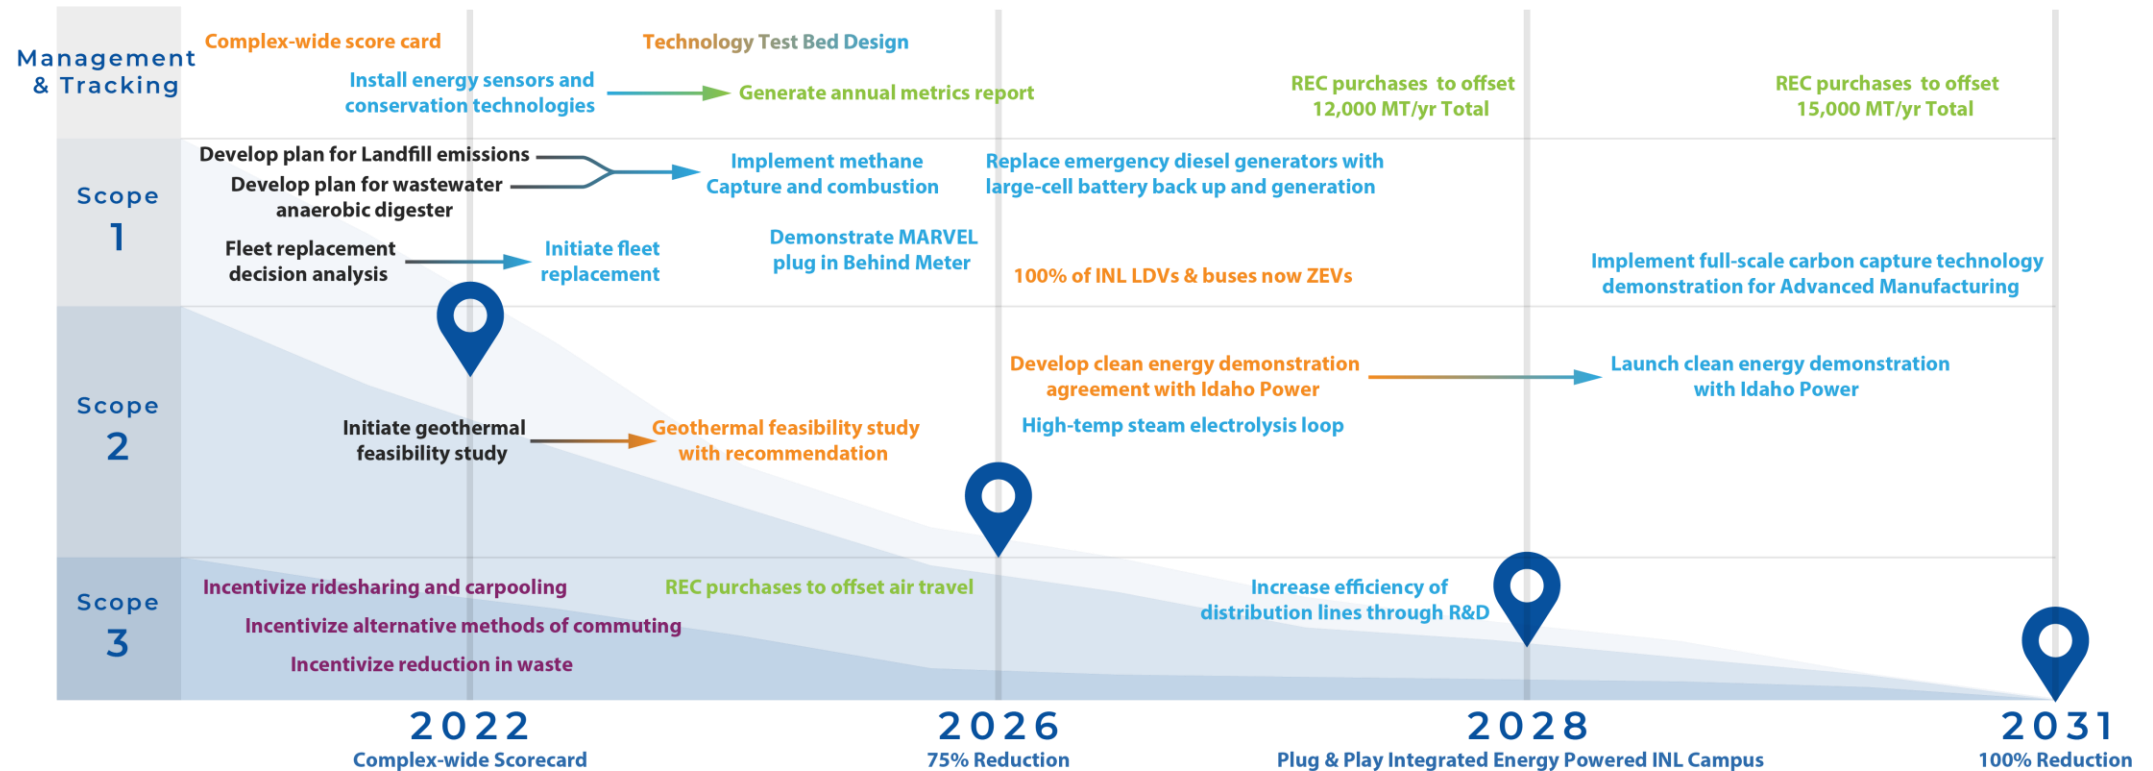 Management
& Tracking
Complex-wide score card
Technology Test Bed Design
Install energy sensors and
conservation technologies
Generate annual metrics report
REC purchases to offset
12,000 MT/yr Total
REC purchases to offset
15,000 MT/yr Total
Scope
1
Develop plan for Landfill emissions
Develop plan for wastewater
anaerobic digester
Implement methane
Capture and combustion
Replace emergency diesel generators with
large-cell battery back up and generation
Fleet replacement
decision analysis
Initiate fleet
replacement
Demonstrate MARVEL
plug in Behind Meter
100% of INL LDVs & buses now ZEVs
Implement full-scale carbon capture technology
demonstration for Advanced Manufacturing
Scope
2
Develop clean energy demonstration
agreement with Idaho Power
Launch clean energy demonstration
with Idaho Power
High-temp steam electrolysis loop
Initiate geothermal
feasibility study
Geothermal feasibility study
with recommendation
Scope
3
Incentivize ridesharing and carpooling
Incentivize alternative methods of commuting
Incentivize reduction in waste
REC purchases to offset air travel
Increase efficiency of
distribution lines through R&D
2022
Complex-wide Scorecard
2026
75% Reduction
2028
Plug & Play Integrated Energy Powered INL Campus
2031
100% Reduction